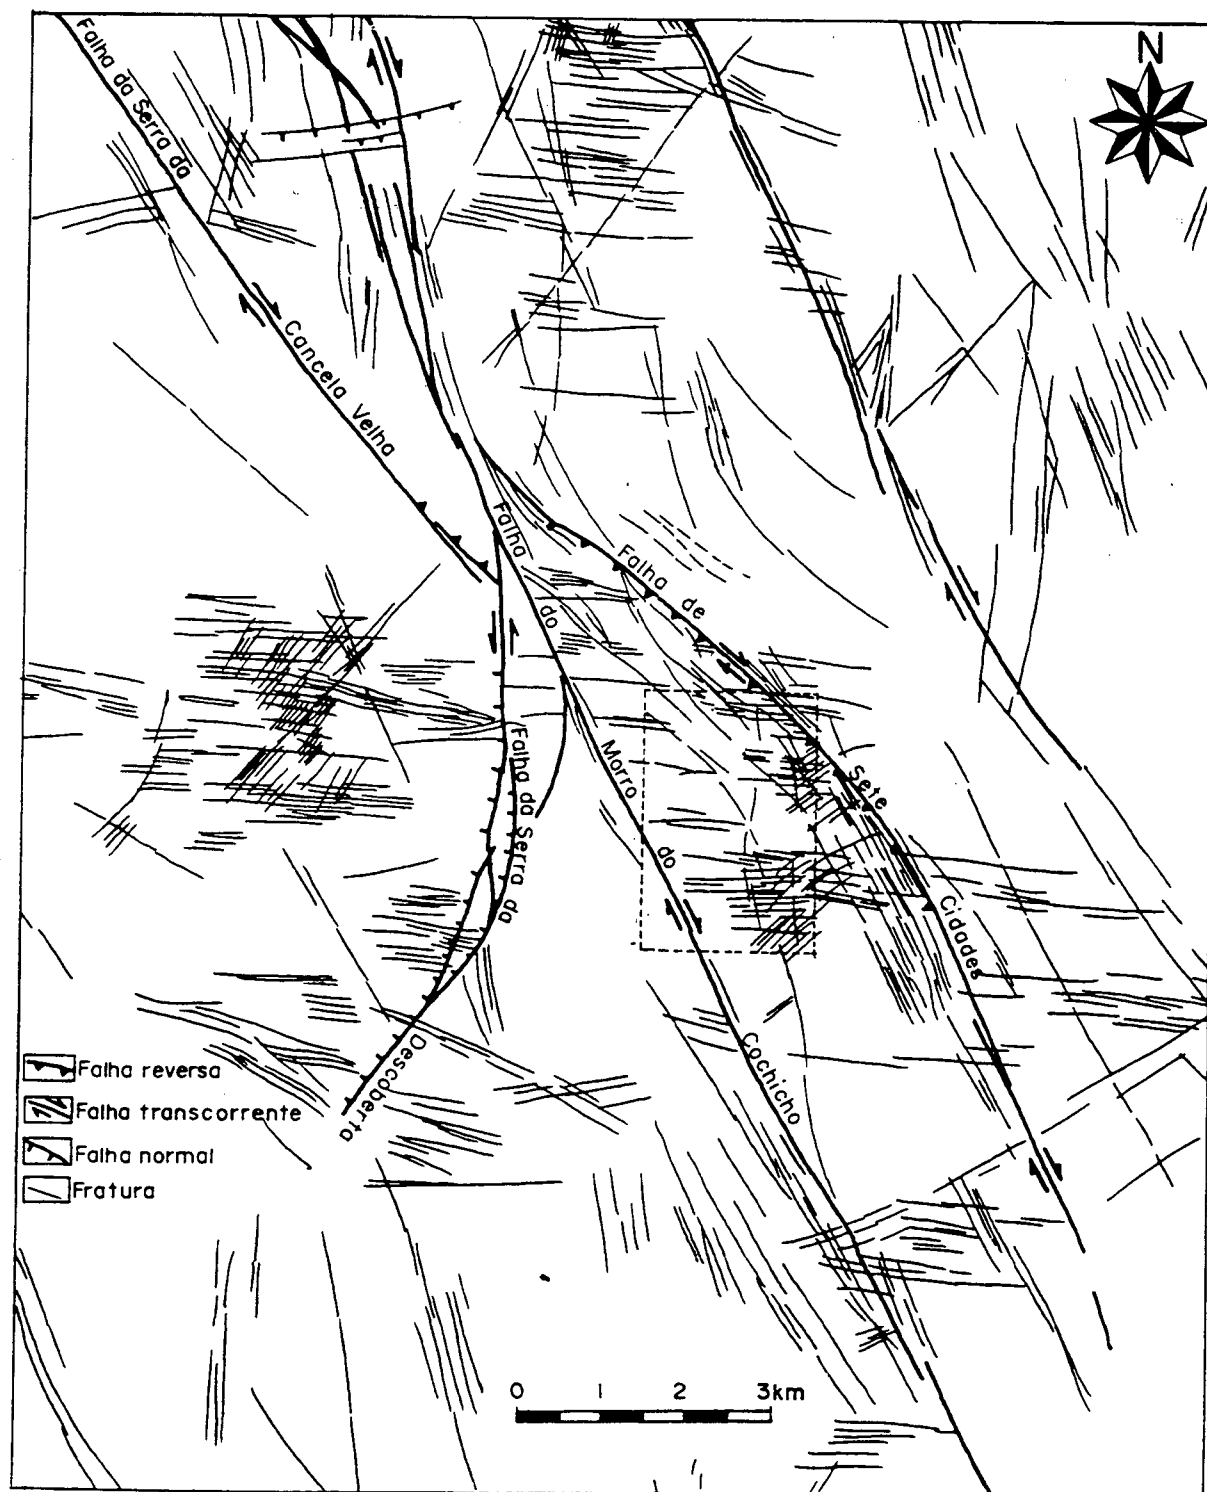 N
Falha da Serra da
Cancela Velha
Falha
do
Morro
do
Cochicho
Falha de
Sete
Cidades
Falha da Serra da
Descoberta
Falha reversa
Falha transcorrente
Falha normal
Fratura
0 1 2 3km